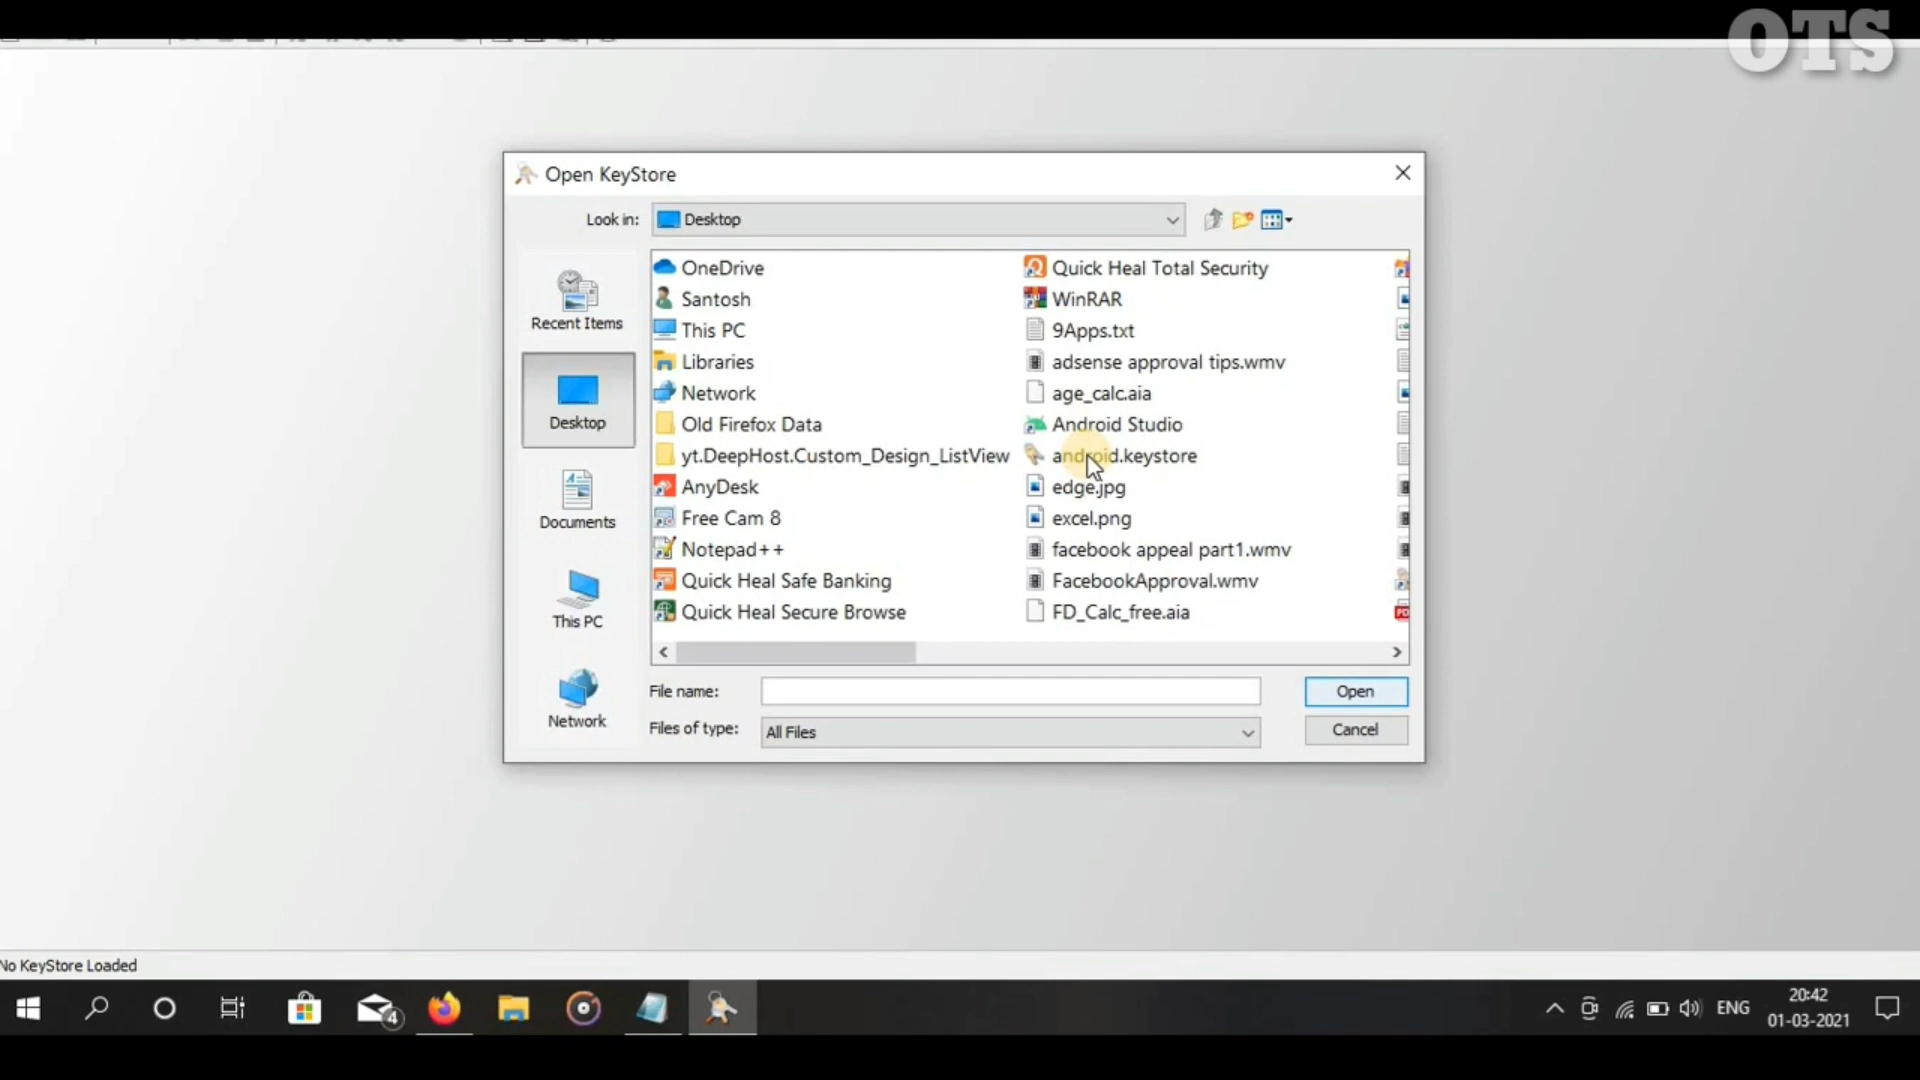 OTS
Open KeyStore
Look in: Desktop
Recent Items
Desktop
Documents
This PC
Network
OneDrive
Santosh
This PC
Libraries
Network
Old Firefox Data
yt.DeepHost.Custom_Design_ListView
AnyDesk
Free Cam 8
Notepad++
Quick Heal Safe Banking
Quick Heal Secure Browse
Quick Heal Total Security
WinRAR
9Apps.txt
adsense approval tips.wmv
age_calc.aia
Android Studio
android.keystore
edge.jpg
excel.png
facebook appeal part1.wmv
FacebookApproval.wmv
FD_Calc_free.aia
File name:
Open
Files of type: All Files
Cancel
No KeyStore Loaded
4
ENG
20:42
01-03-2021